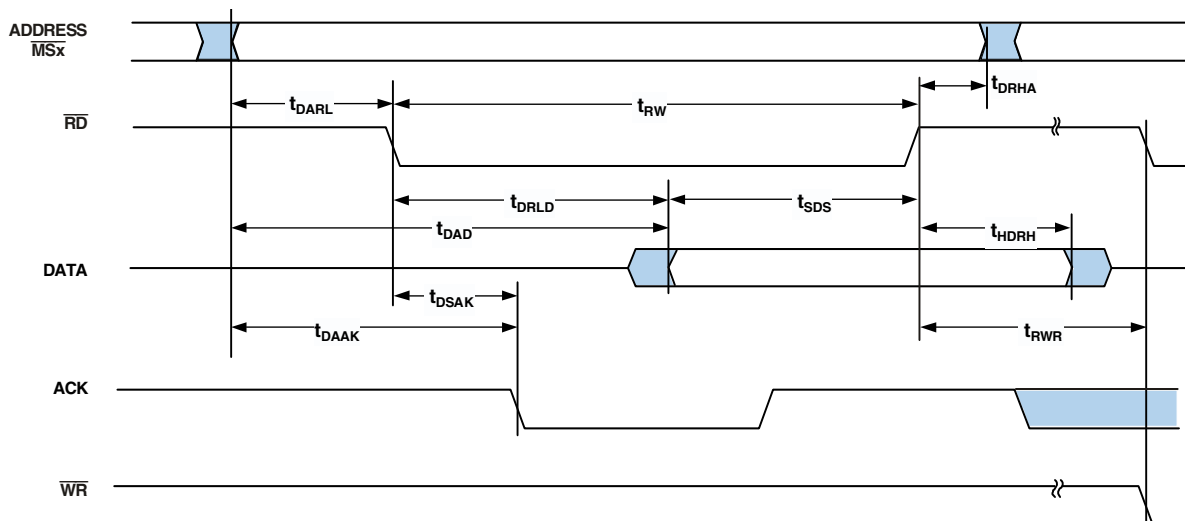 ADDRESS
MSx
tDRHA
tDARL
tRW
RD
tDRLD
tSDS
tDAD
tHDRH
DATA
tDSAK
tDAAK
tRWR
ACK
WR